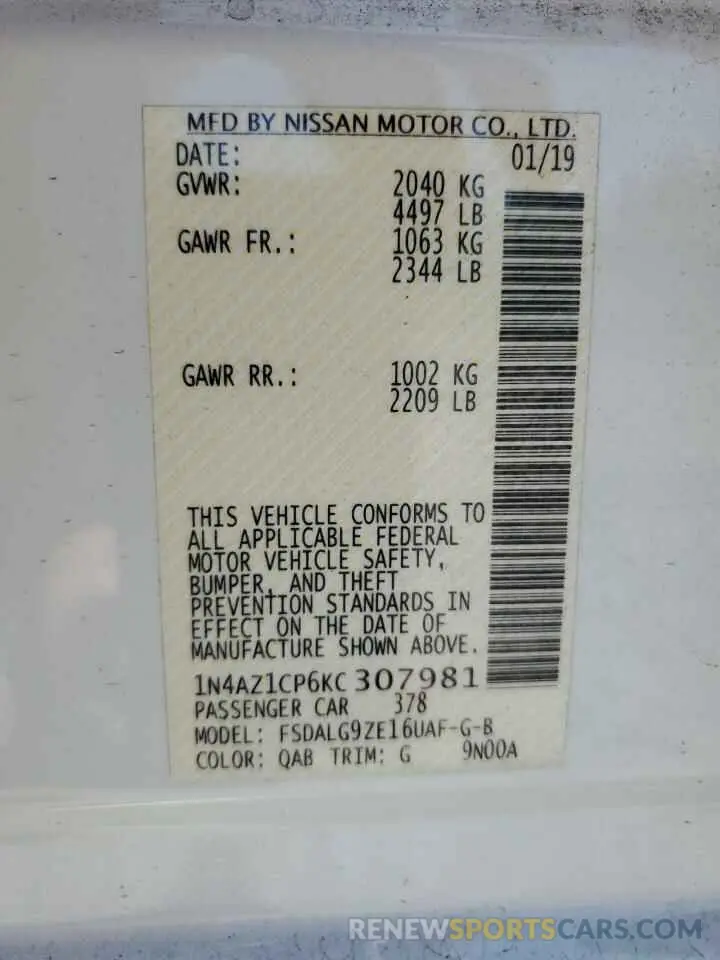 MFD BY NISSAN MOTOR CO., LTD.
DATE: 01/19
GVWR: 2040 KG
4497 LB
GAWR FR.: 1063 KG
2344 LB
GAWR RR.: 1002 KG
2209 LB
THIS VEHICLE CONFORMS TO
ALL APPLICABLE FEDERAL
MOTOR VEHICLE SAFETY,
BUMPER, AND THEFT
PREVENTION STANDARDS IN
EFFECT ON THE DATE OF
MANUFACTURE SHOWN ABOVE.
1N4AZ1CP6KC 307981
PASSENGER CAR 378
MODEL: FSDALG9ZE16UAF-G-B
COLOR: QAB TRIM: G 9N00A
RENEWSPORTSCARS.COM